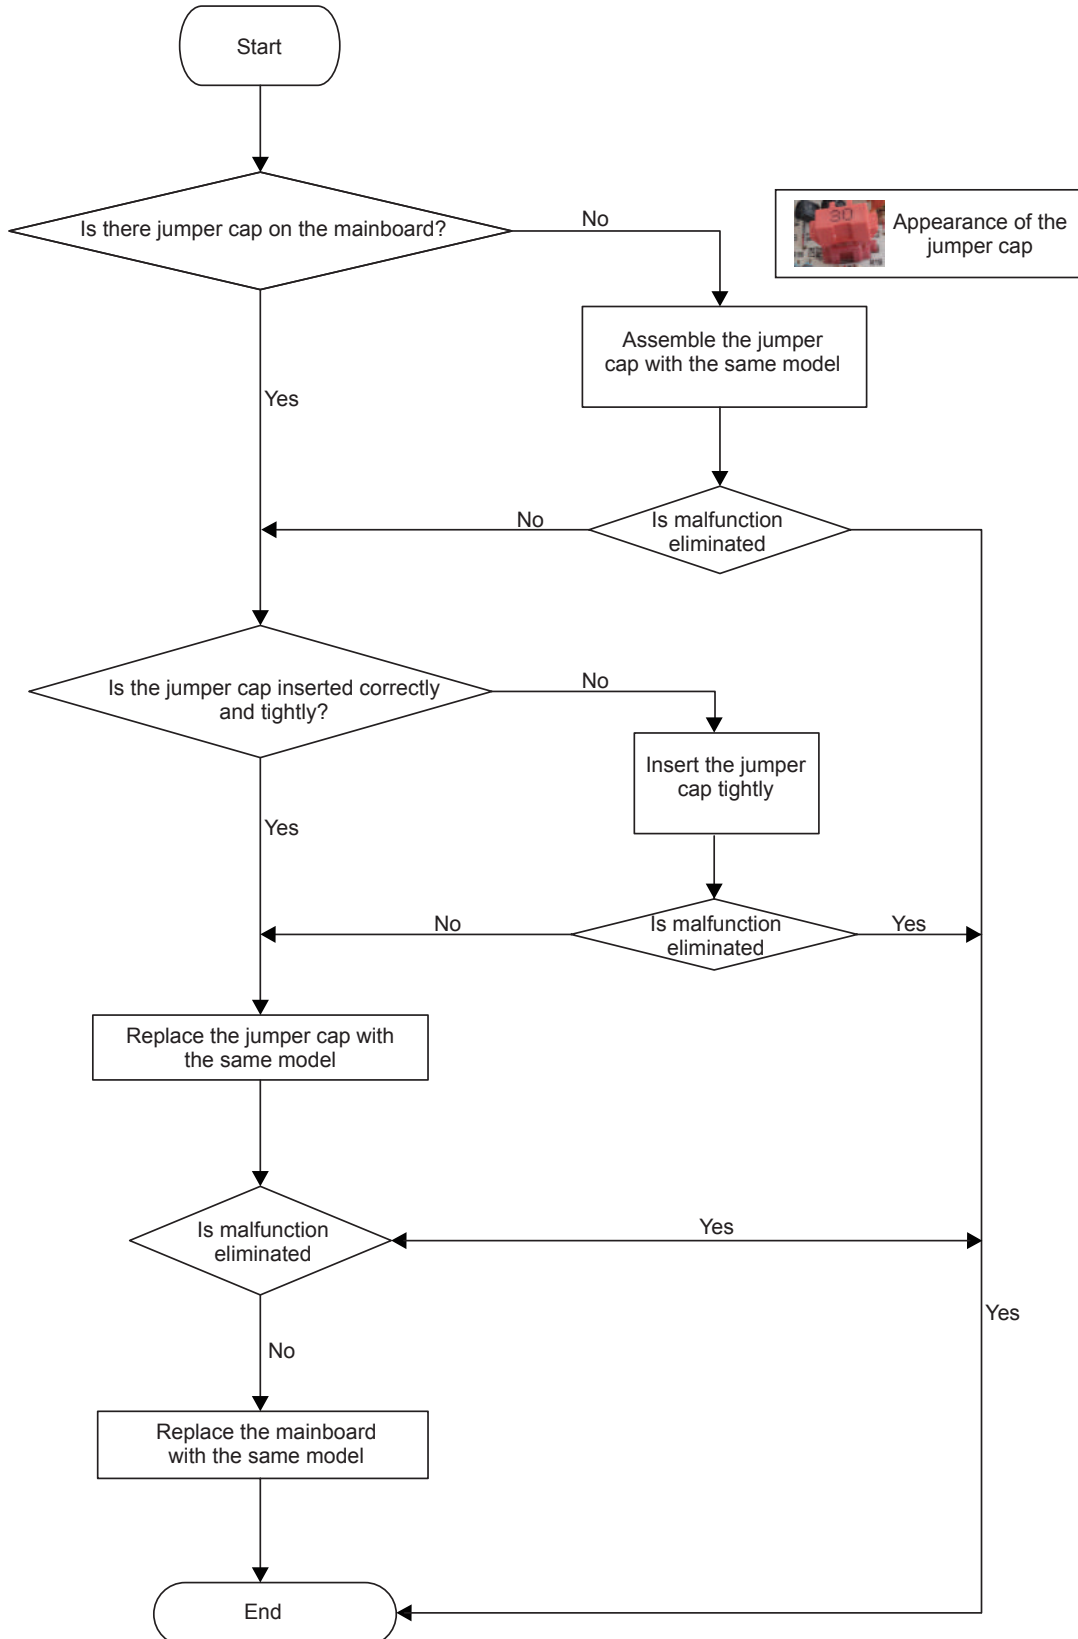 Start
Is there jumper cap on the mainboard?
No
30
Appearance of the
jumper cap
Assemble the jumper
cap with the same model
Yes
No
Is malfunction
eliminated
Is the jumper cap inserted correctly
and tightly?
No
Insert the jumper
cap tightly
Yes
No
Is malfunction
eliminated
Yes
Replace the jumper cap with
the same model
Is malfunction
eliminated
Yes
Yes
No
Replace the mainboard
with the same model
End